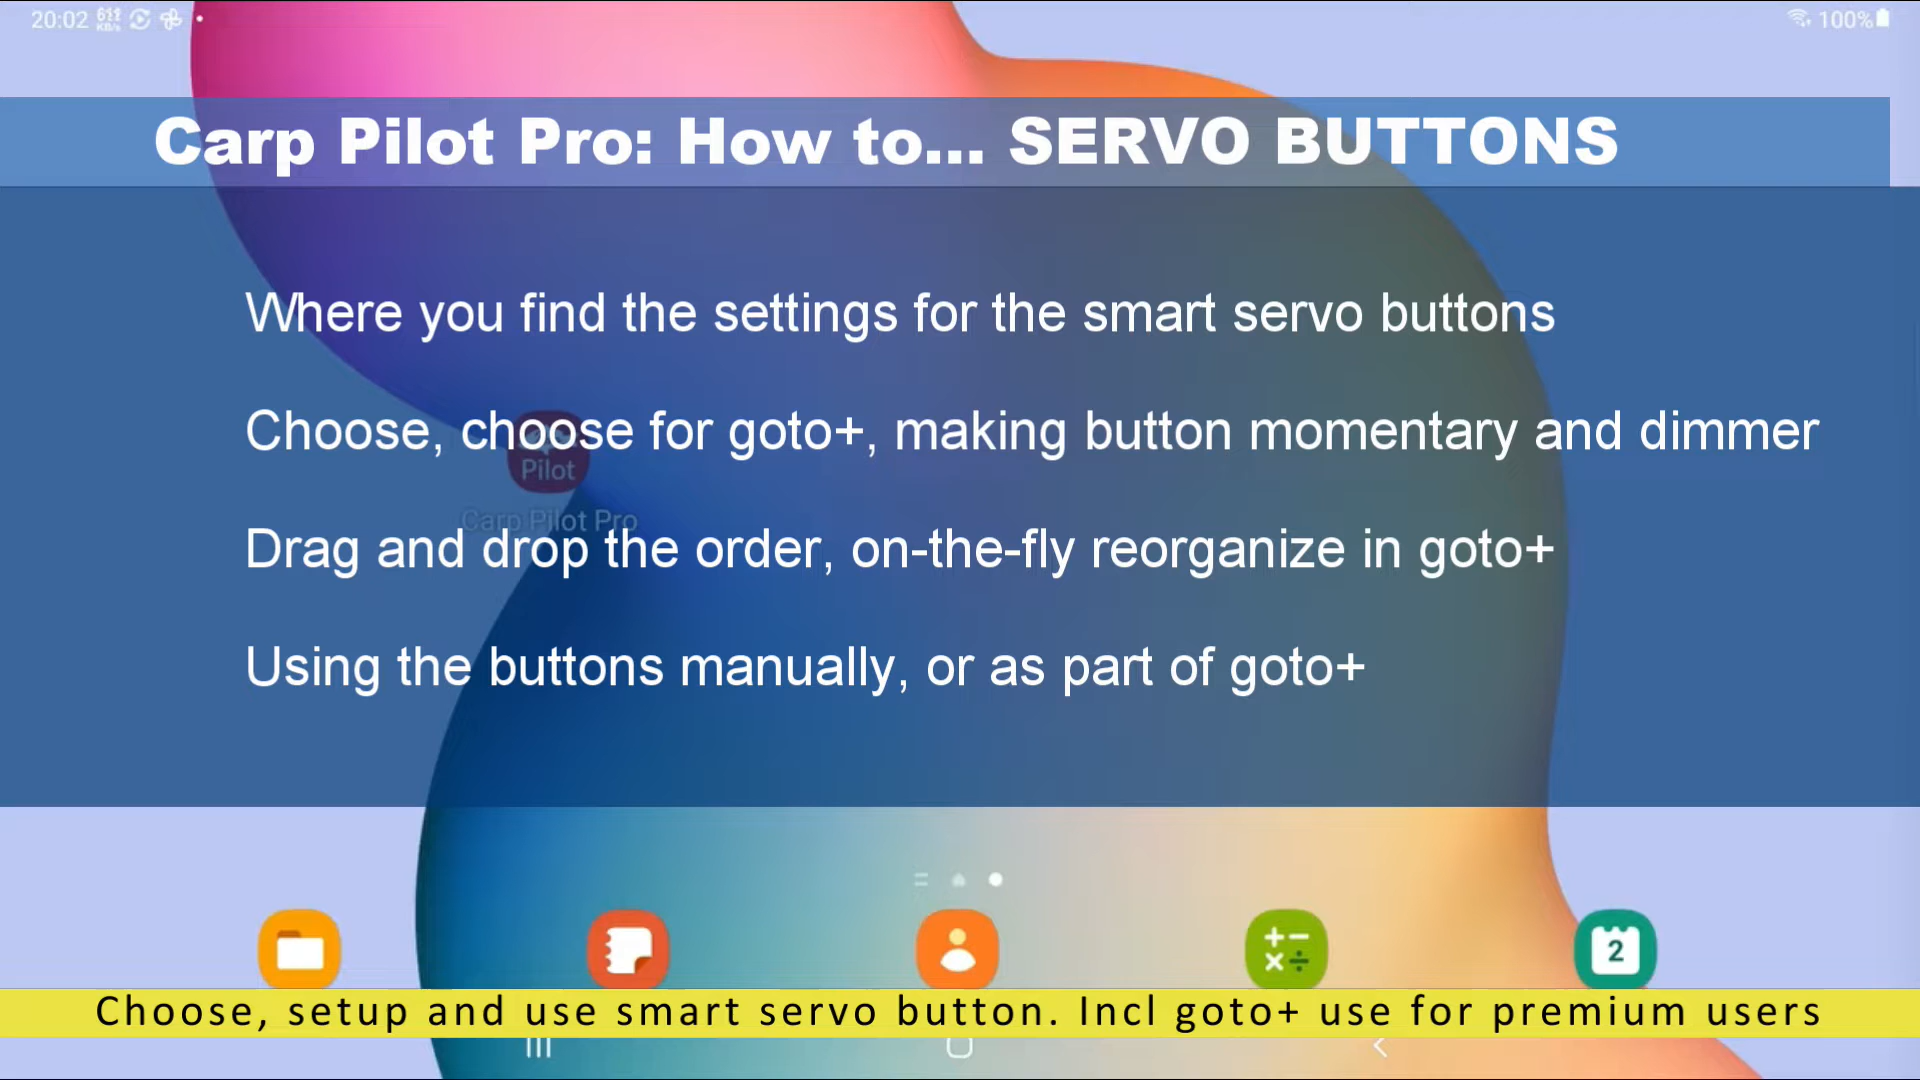 20:02
KB/s
100%
Carp Pilot Pro: How to... SERVO BUTTONS
Where you find the settings for the smart servo buttons
Choose, choose for goto+, making button momentary and dimmer
Pilot
Carp Pilot Pro
Drag and drop the order, on-the-fly reorganize in goto+
Using the buttons manually, or as part of goto+
2
Choose, setup and use smart servo button. Incl goto+ use for premium users